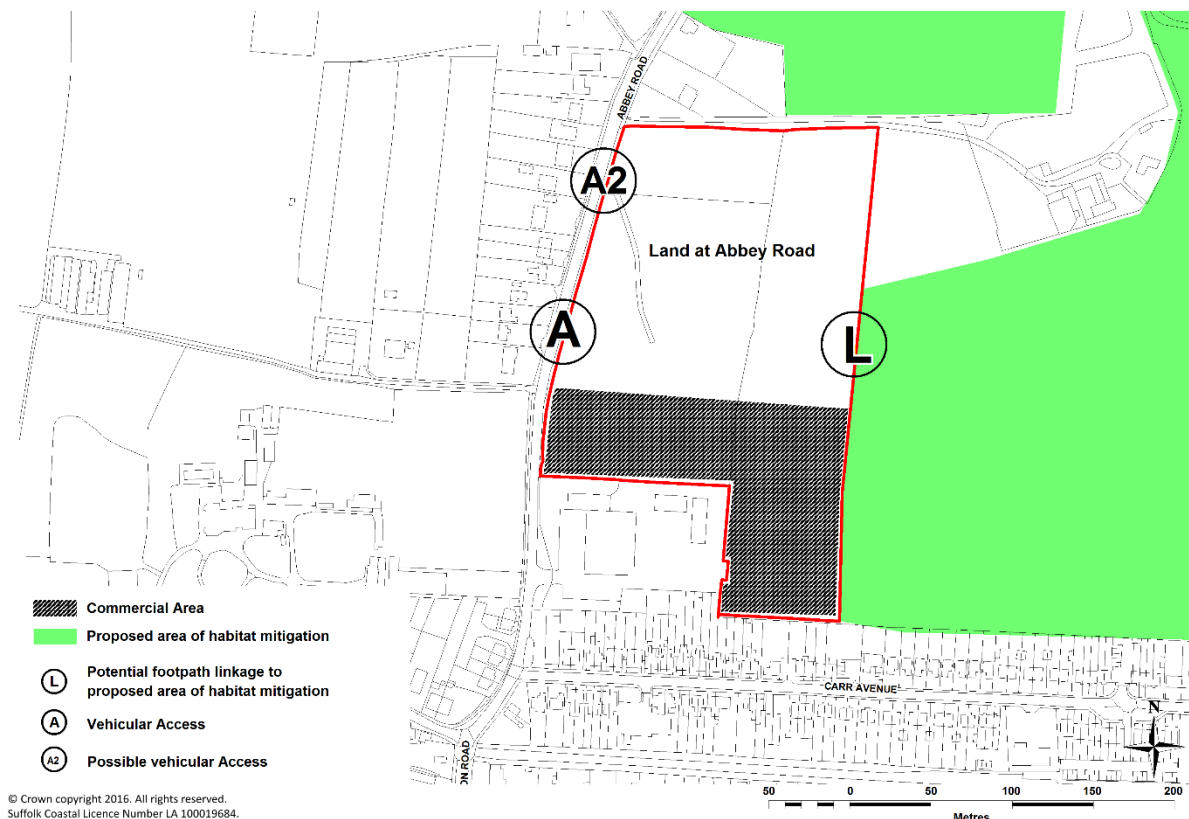 ABBEY ROAD
A2
Land at Abbey Road
A
L
Commercial Area
Proposed area of habitat mitigation
L
Potential footpath linkage to
proposed area of habitat mitigation
A
Vehicular Access
A2
Possible vehicular Access
CARR AVENUE
ON ROAD
N
50 0 50 100 150 200
Metres
© Crown copyright 2016. All rights reserved.
Suffolk Coastal Licence Number LA 100019684.